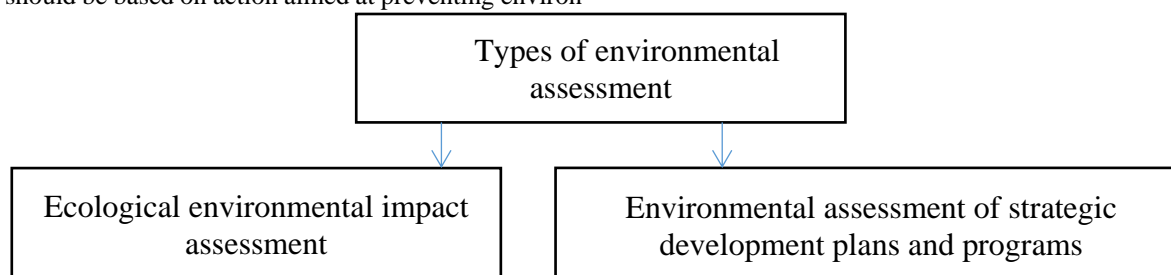 should be based on action aimed at preventing environ-
Types of environmental
assessment
Ecological environmental impact
assessment
Environmental assessment of strategic
development plans and programs